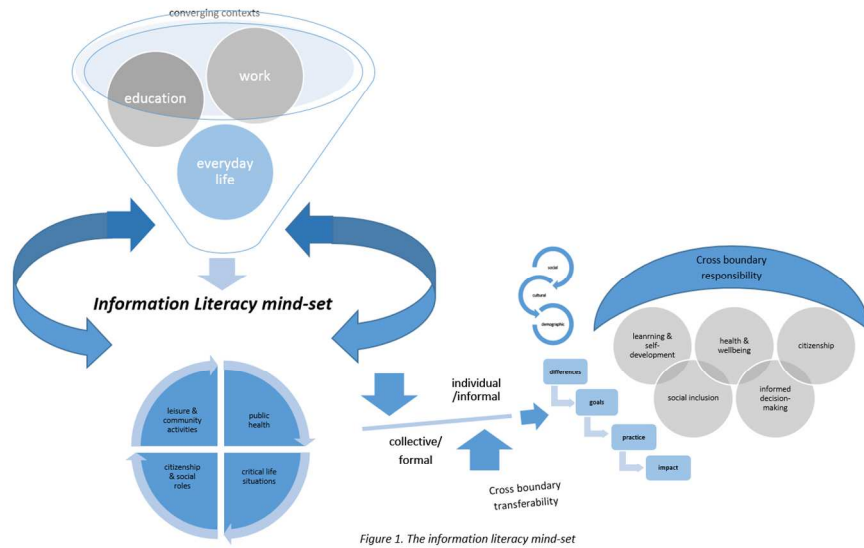 converging contexts
work
education
everyday
life
Information Literacy mind-set
leisure &
community
activities
public
health
citizenship
& social
roles
critical life
situations
individual
/informal
collective/
formal
Cross boundary
transferability
social
cultural
demographic
differences
goals
practice
impact
Cross boundary
responsibility
learnring &
self-
development
health &
wellbeing
citizenship
social inclusion
informed
decision-
making
Figure 1. The information literacy mind-set